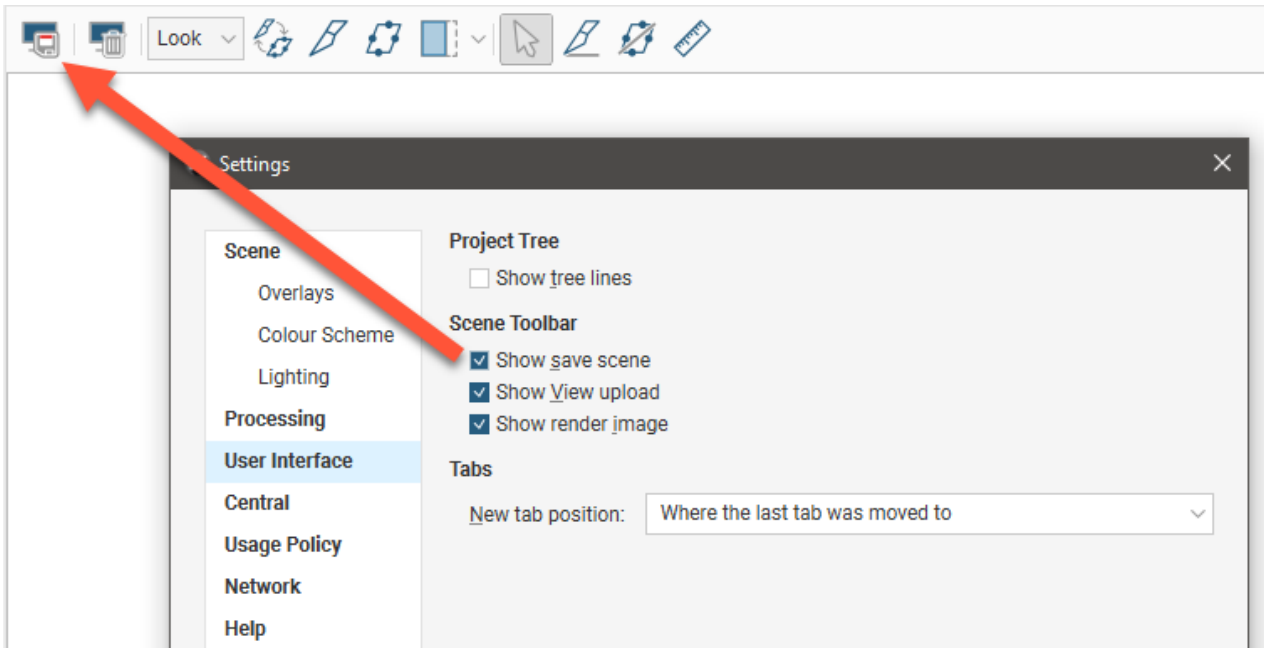 Look
Settings
Scene
Overlays
Colour Scheme
Lighting
Processing
User Interface
Central
Usage Policy
Network
Help
Project Tree
Show tree lines
Scene Toolbar
Show save scene
Show View upload
Show render image
Tabs
New tab position: Where the last tab was moved to